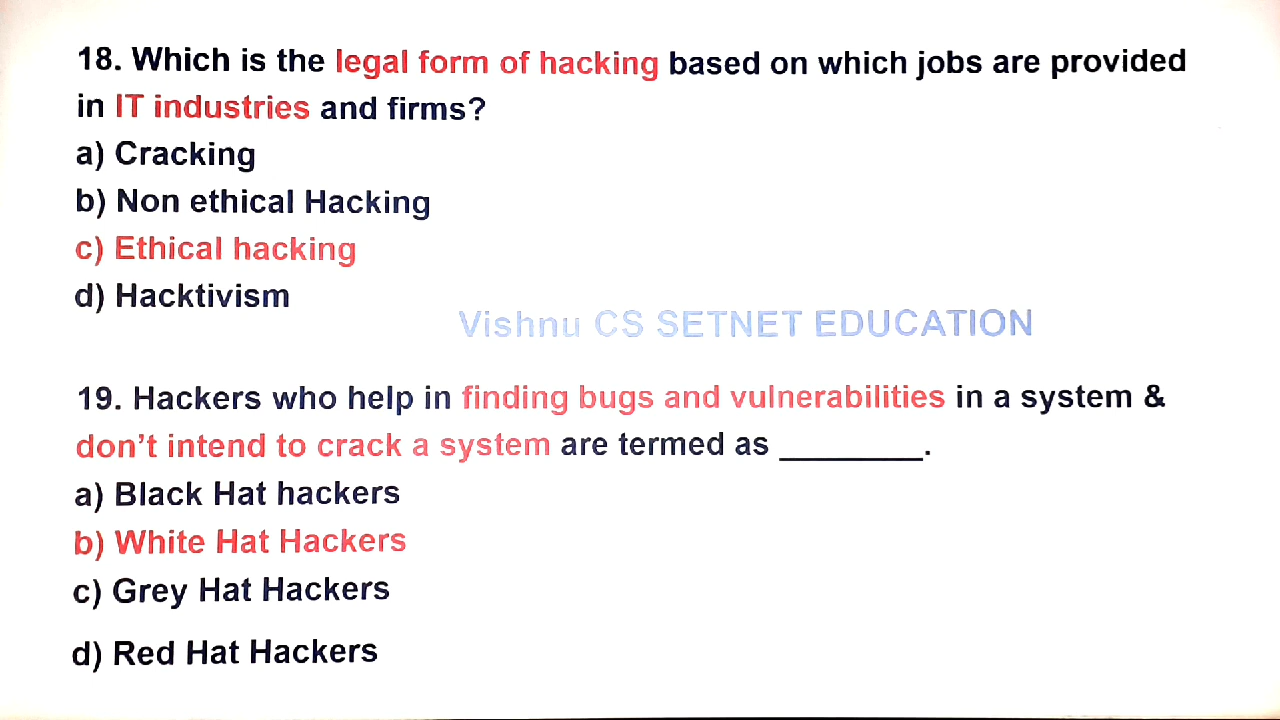 18. Which is the legal form of hacking based on which jobs are provided
in IT industries and firms?
a) Cracking
b) Non ethical Hacking
c) Ethical hacking
d) Hacktivism
Vishnu CS SETNET EDUCATION
19. Hackers who help in finding bugs and vulnerabilities in a system &
don’t intend to crack a system are termed as ________.
a) Black Hat hackers
b) White Hat Hackers
c) Grey Hat Hackers
d) Red Hat Hackers